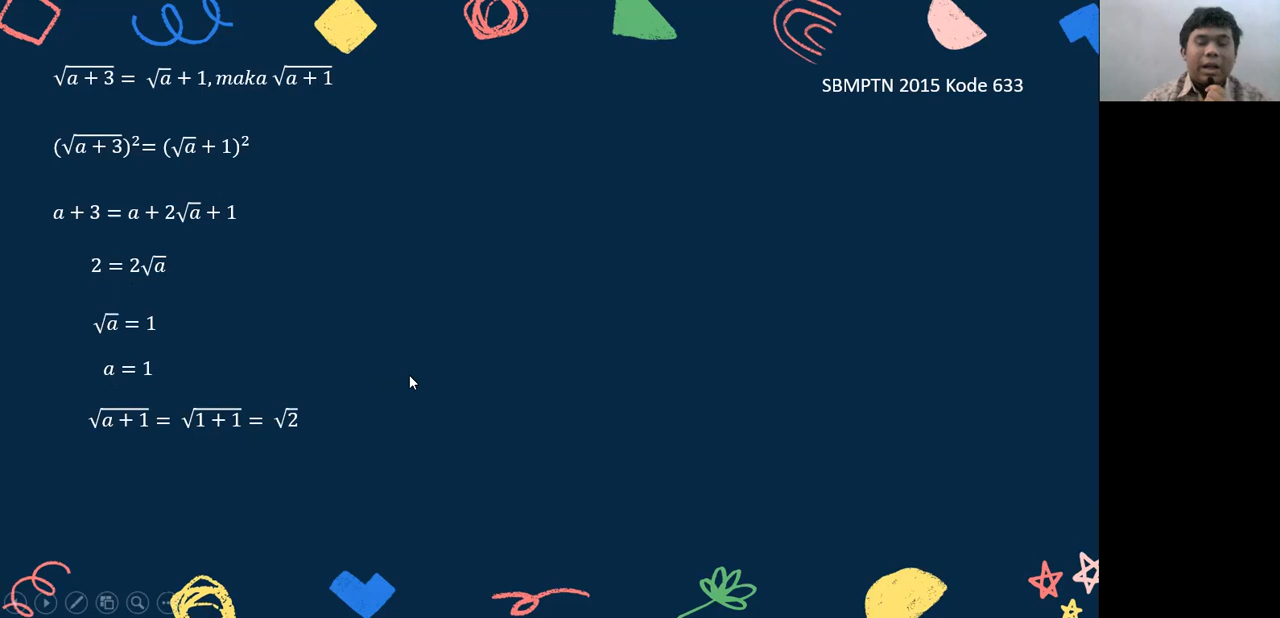 √(a + 3) = √a + 1, maka √(a + 1)
SBMPTN 2015 Kode 633
(√(a + 3))² = (√a + 1)²
a + 3 = a + 2√a + 1
2 = 2√a
√a = 1
a = 1
√(a + 1) = √(1 + 1) = √2